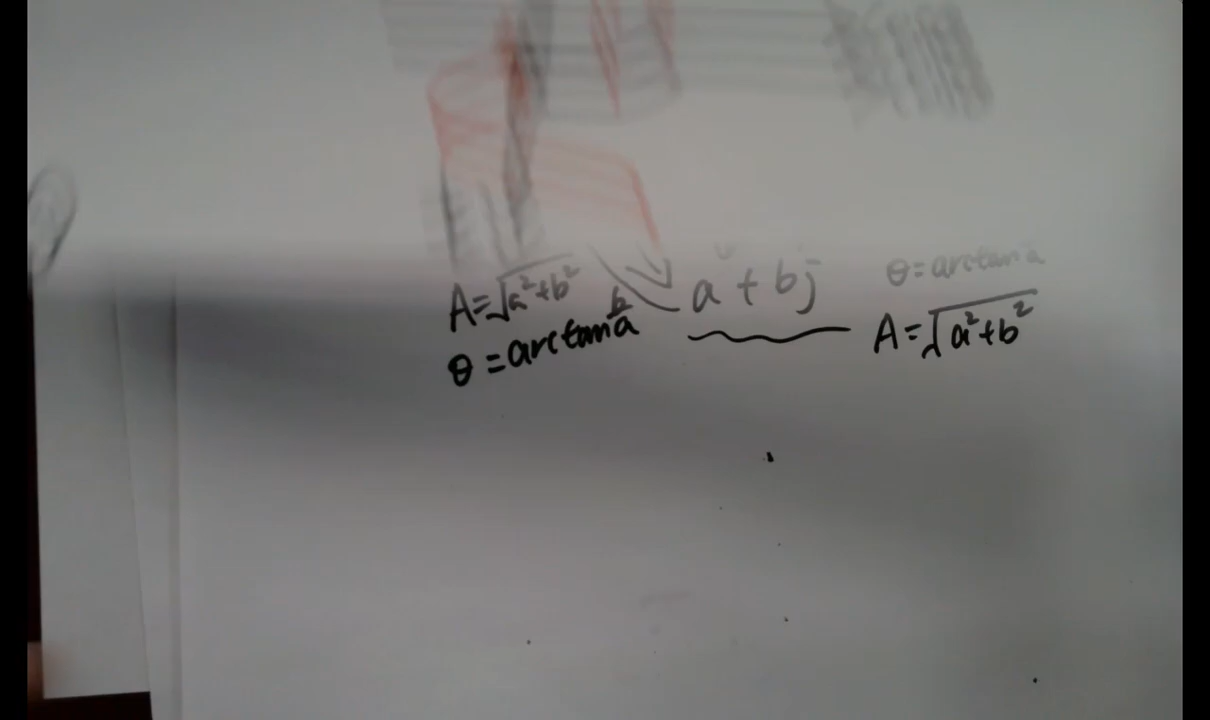 A=√a²+b²
θ=arctan b/a
a+bj
θ=arctan
A=√a²+b²